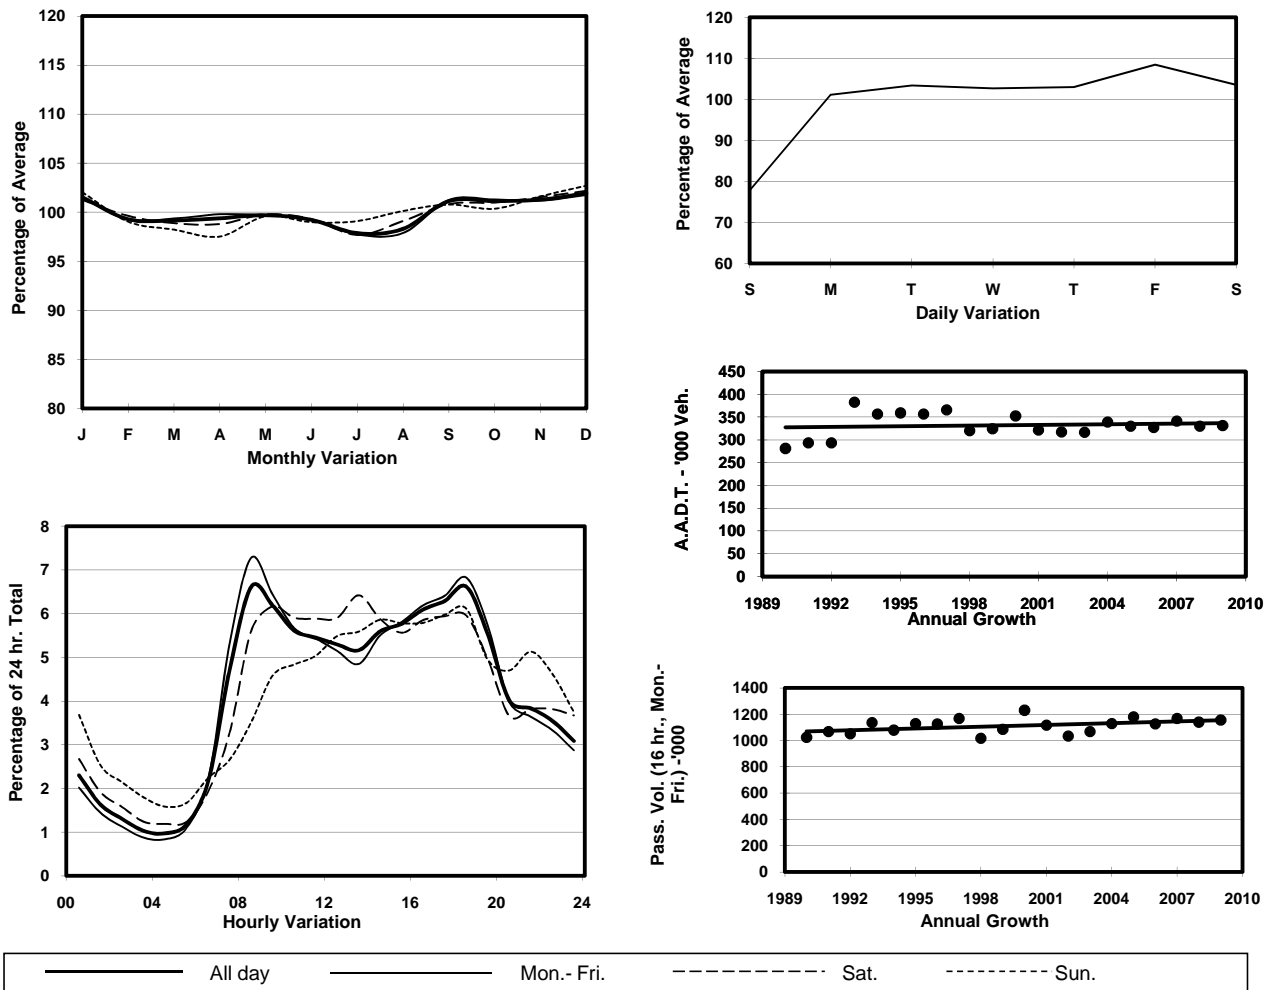 120
115
110
105
100
95
90
85
80
Percentage of Average
J F M A M J J A S O N D
Monthly Variation
120
110
100
90
80
70
60
Percentage of Average
S M T W T F S
Daily Variation
450
400
350
300
250
200
150
100
50
0
A.A.D.T. - '000 Veh.
1989 1992 1995 1998 2001 2004 2007 2010
Annual Growth
8
7
6
5
4
3
2
1
0
Percentage of 24 hr. Total
00 04 08 12 16 20 24
Hourly Variation
1400
1200
1000
800
600
400
200
0
Pass. Vol. (16 hr., Mon.-
Fri.) -'000
1989 1992 1995 1998 2001 2004 2007 2010
Annual Growth
All day Mon.- Fri. Sat. Sun.